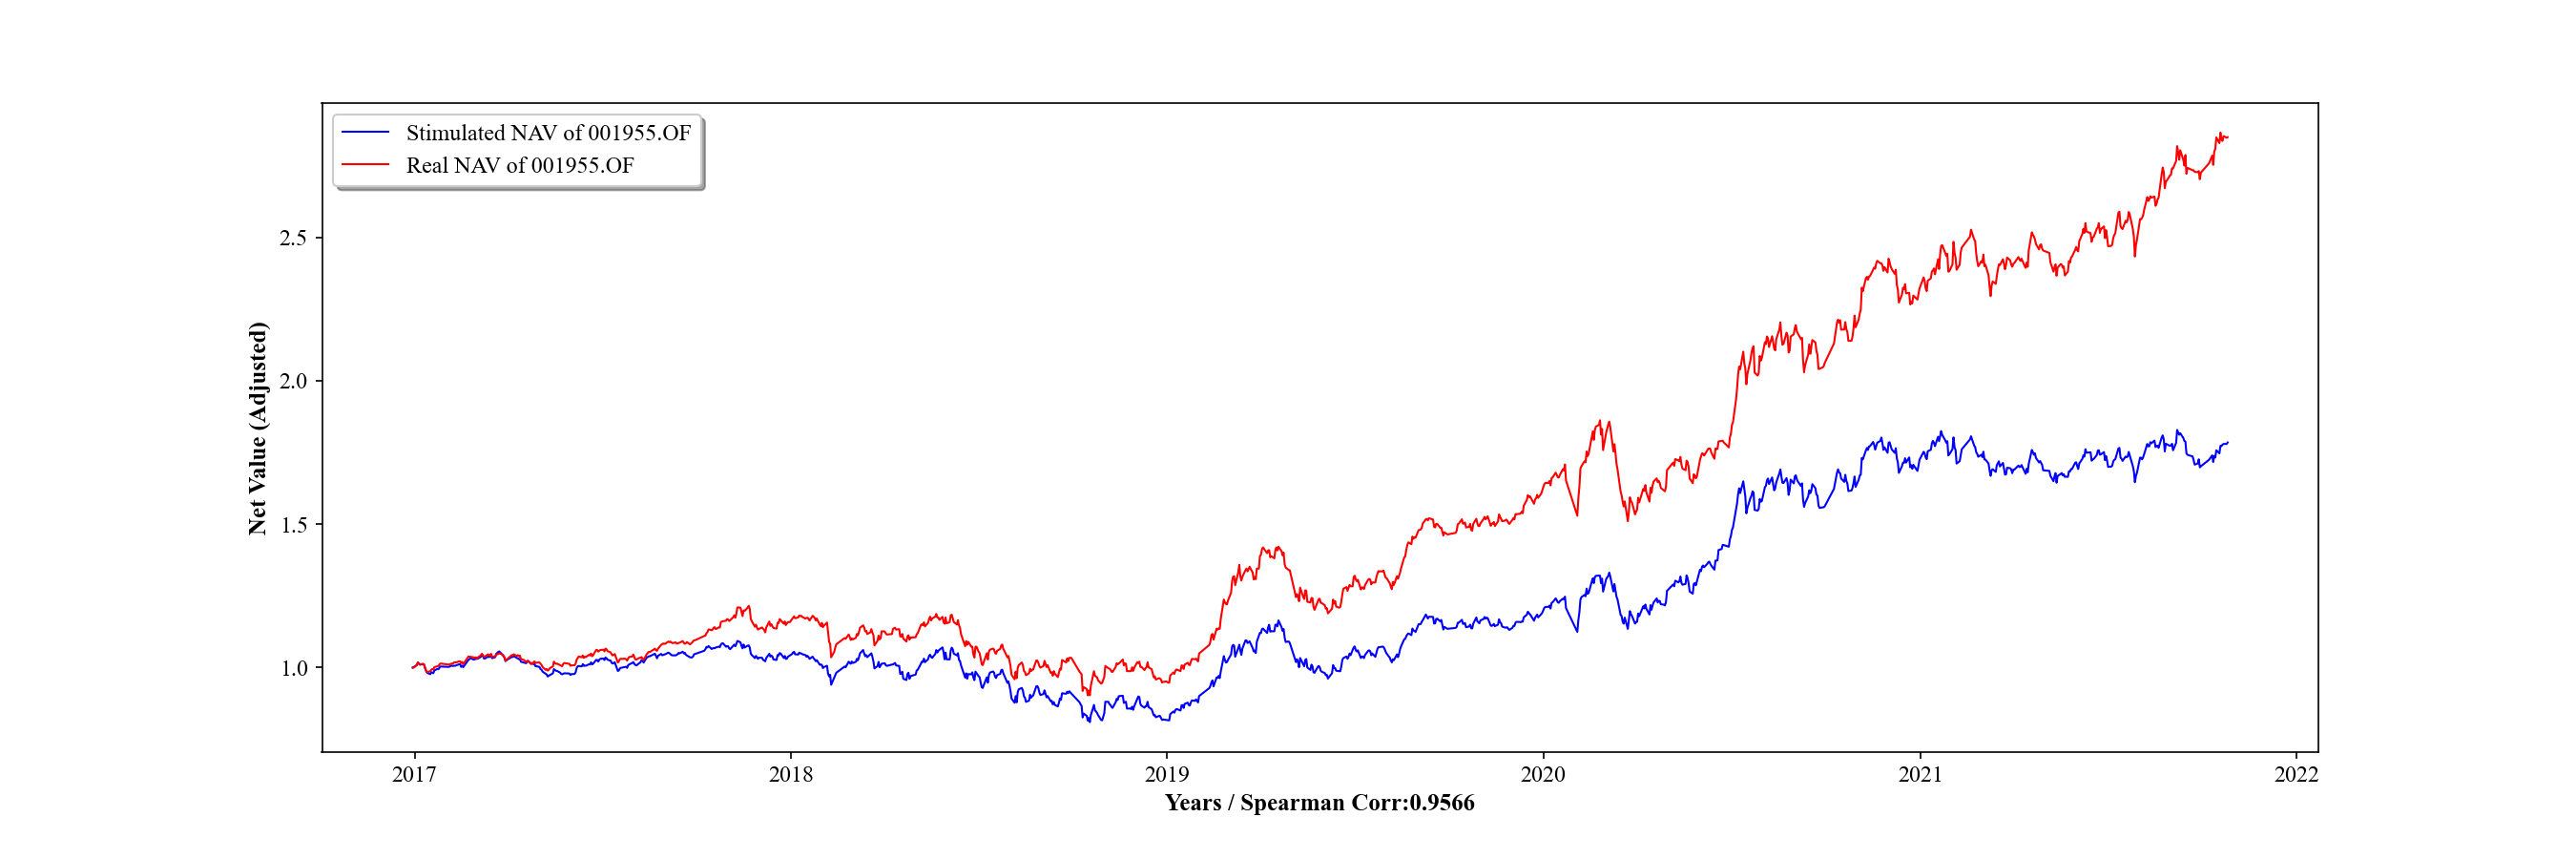 Stimulated NAV of 001955.OF
Real NAV of 001955.OF
Net Value (Adjusted)
2.5
2.0
1.5
1.0
2017 2018 2019 2020 2021 2022
Years / Spearman Corr:0.9566